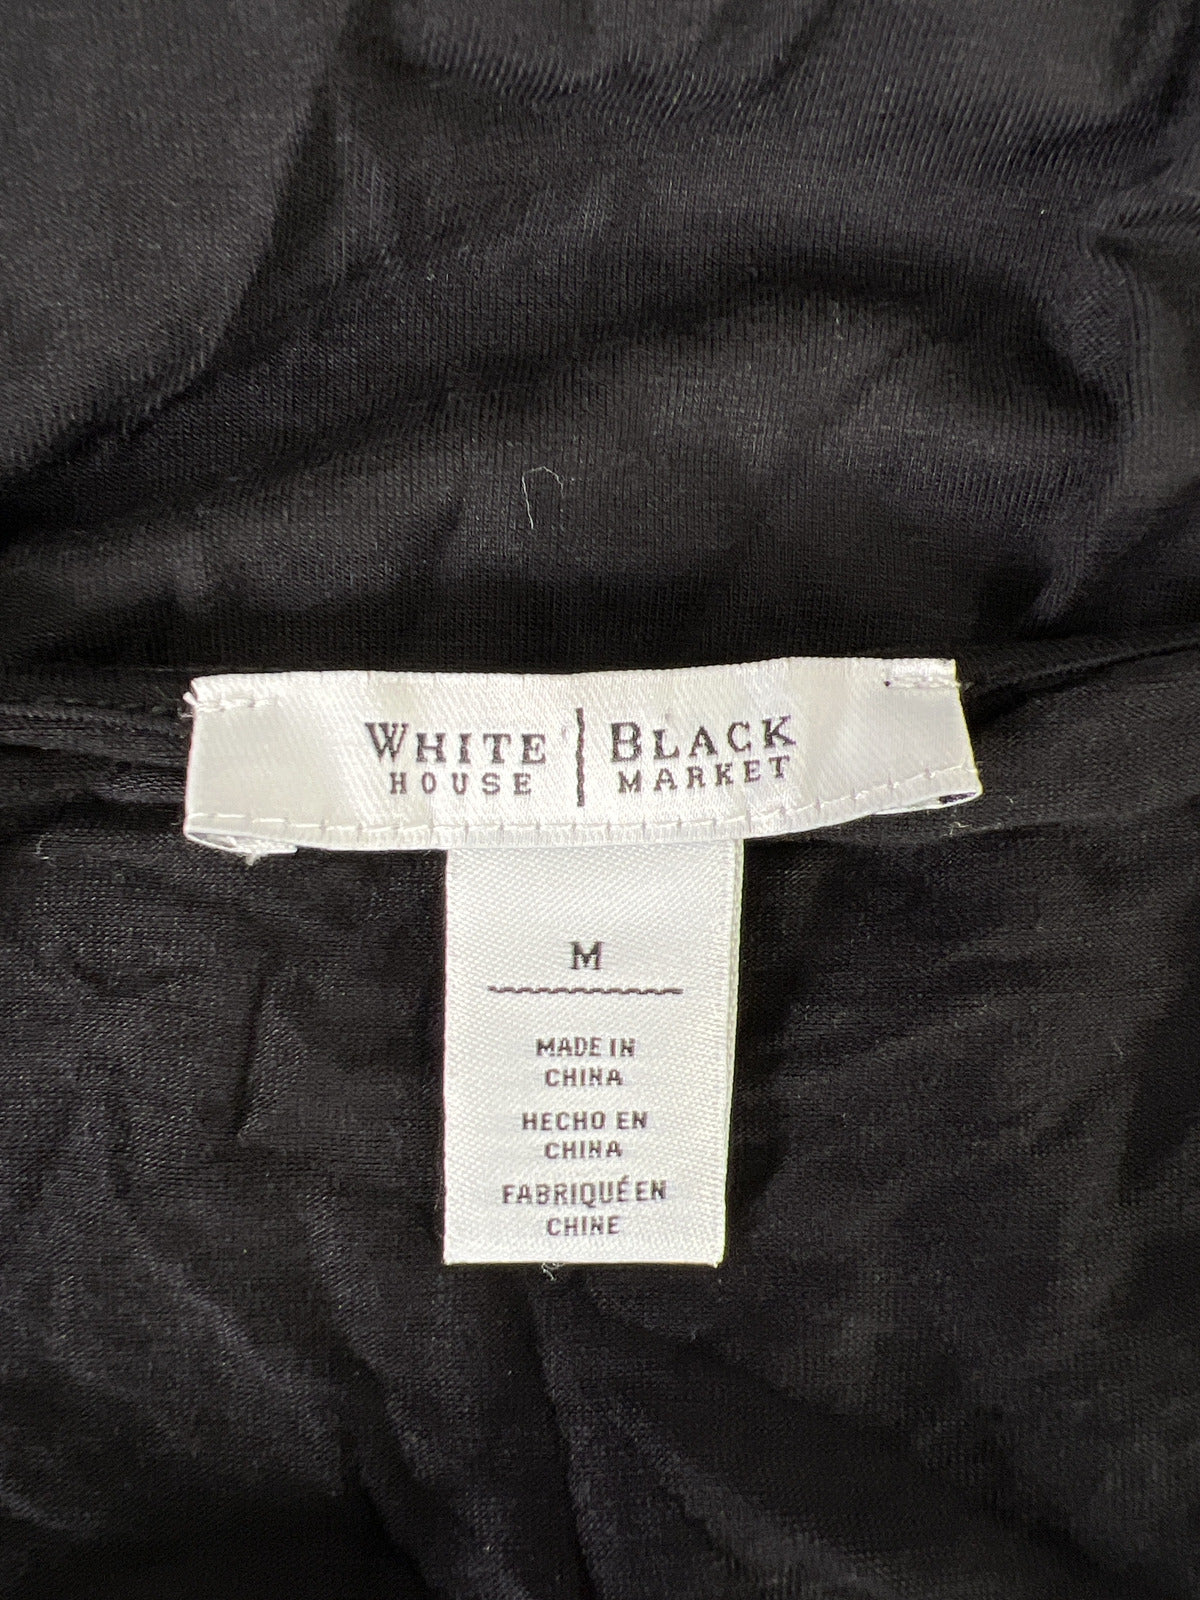 WHITE | BLACK
HOUSE | MARKET
M
MADE IN
CHINA
HECHO EN
CHINA
FABRIQUÉ EN
CHINE